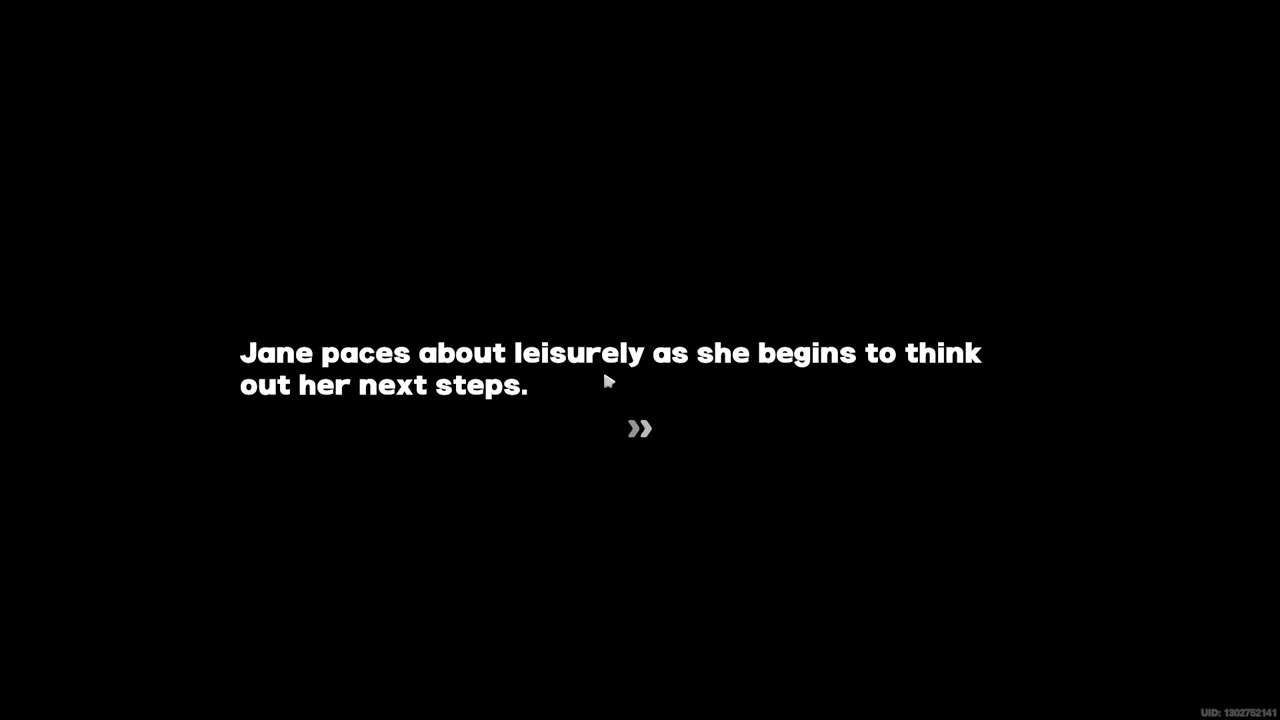 Jane paces about leisurely as she begins to think
out her next steps.
UID: 1302752141